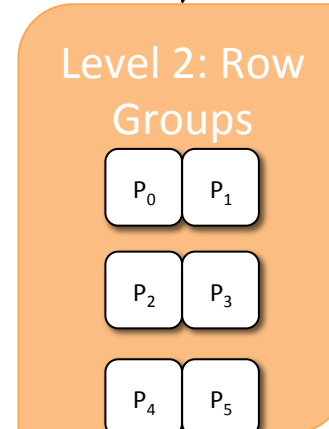 Level 2: Row
Groups
P₀ P₁
P₂ P₃
P₄ P₅